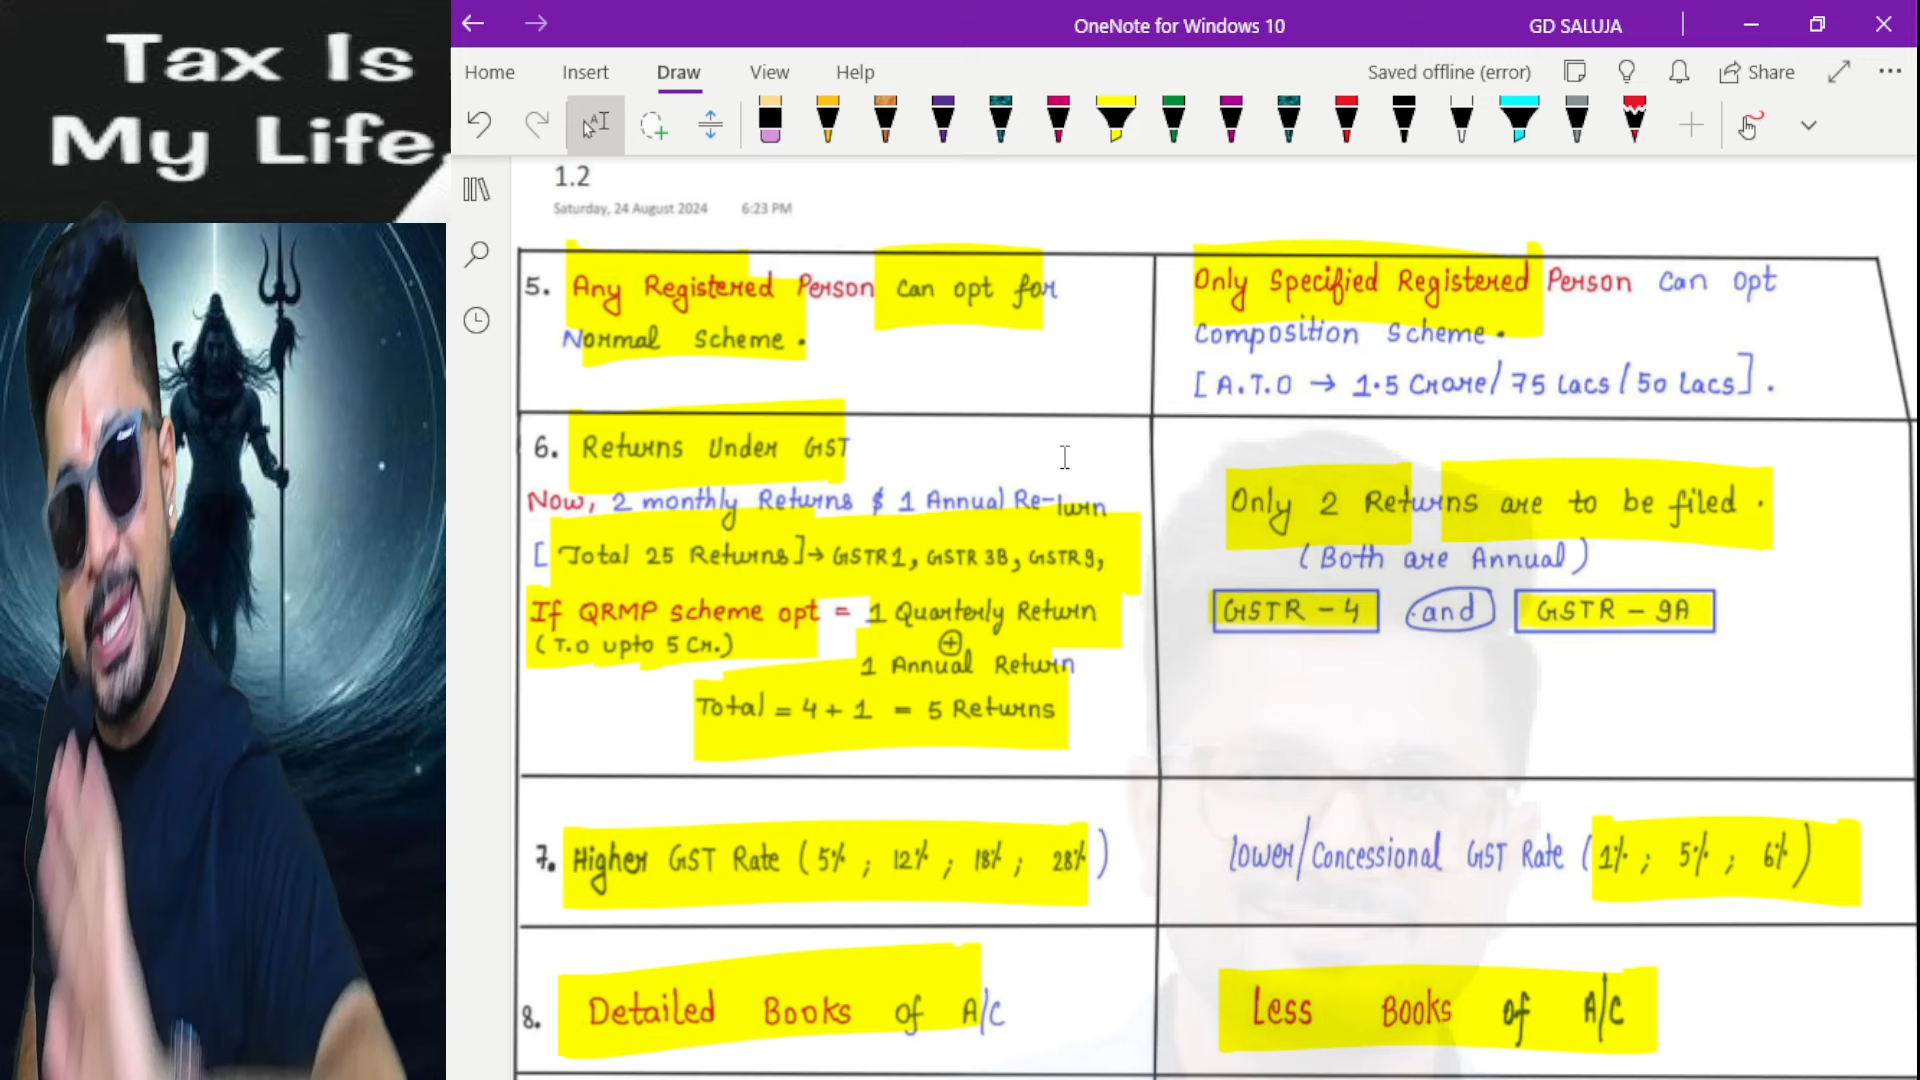 Tax Is
My Life.
OneNote for Windows 10
GD SALUJA
Home Insert Draw View Help
Saved offline (error)
Share
1.2
Saturday, 24 August 2024 6:23 PM
5. Any Registered Person Can opt for
Normal Scheme.
Only Specified Registered Person Can Opt
Composition Scheme.
[A.T.O → 1.5 Crore/ 75 Lacs/50 Lacs].
6. Returns Under GST
Now, 2 monthly Returns & 1 Annual Re-turn
[Total 25 Returns] → GSTR1, GSTR 3B, GSTR9,
If QRMP scheme opt = 1 Quarterly Return
(T.O upto 5 Cr.) ⊕
1 Annual Return
Total = 4 + 1 = 5 Returns
Only 2 Returns are to be filed.
(Both are Annual)
GSTR - 4 and GSTR - 9A
7. Higher GST Rate (5% ; 12% ; 18% ; 28%)
Lower/Concessional GST Rate (1% ; 5% ; 6%)
8. Detailed Books of A/C
Less Books of A/C